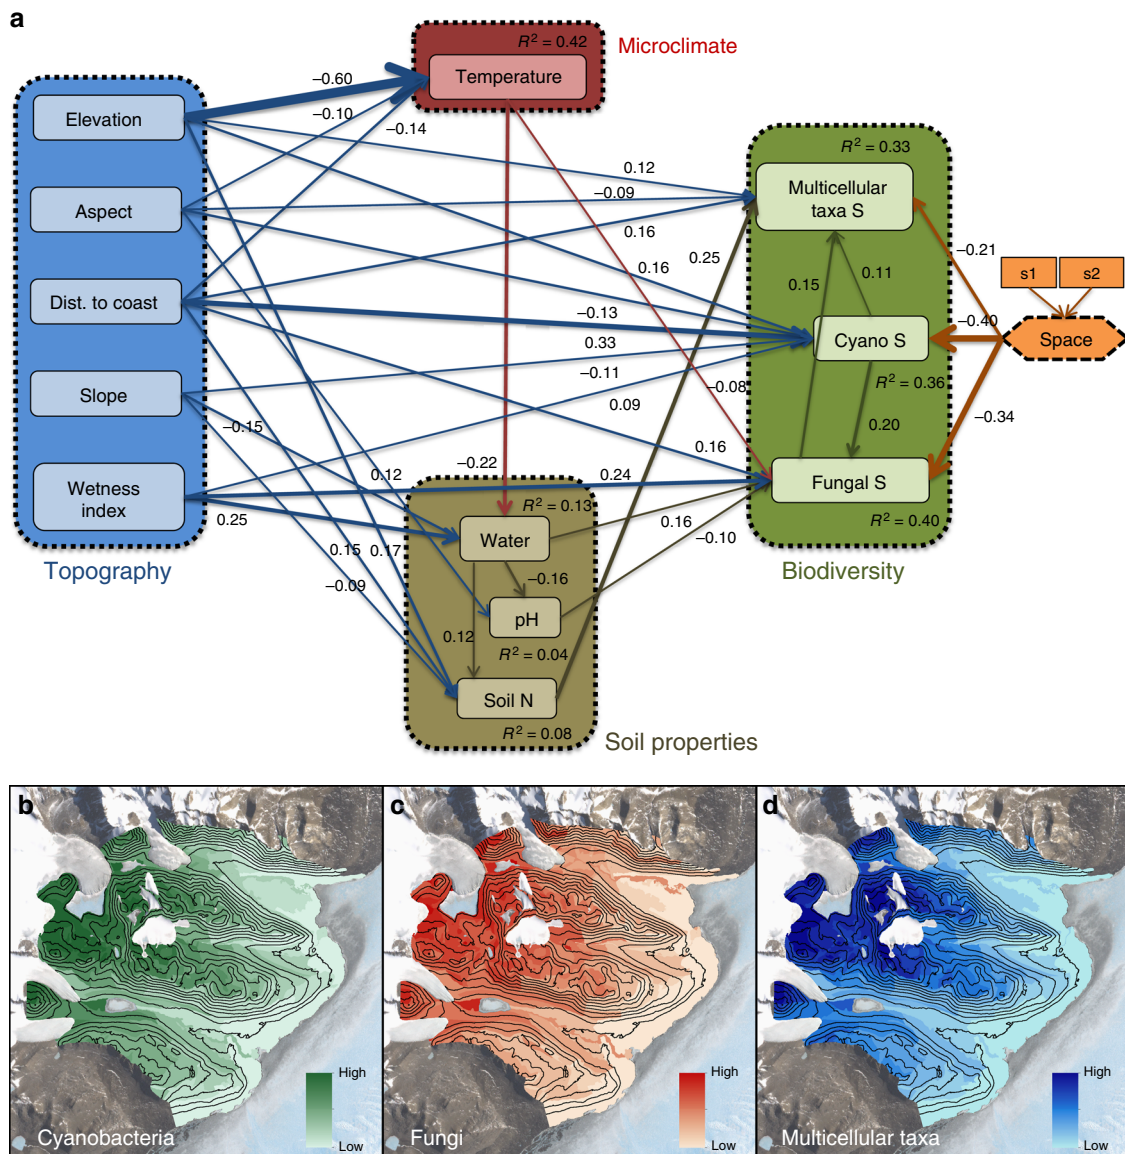 a
R² = 0.42
Microclimate
Temperature
–0.60
–0.10
–0.14
Elevation
Aspect
Dist. to coast
Slope
Wetness
index
Topography
R² = 0.33
Multicellular
taxa S
0.12
–0.09
0.16
0.16
0.25
0.15
0.11
–0.21
s1
s2
Space
–0.40
–0.13
0.33
–0.11
0.09
Cyano S
R² = 0.36
–0.08
0.20
–0.34
0.16
Fungal S
R² = 0.40
Biodiversity
–0.15
0.12
–0.22
0.24
0.25
R² = 0.13
Water
0.16
–0.10
0.15
0.17
–0.09
–0.16
pH
0.12
R² = 0.04
Soil N
R² = 0.08
Soil properties
b
High
Low
Cyanobacteria
c
High
Low
Fungi
d
High
Low
Multicellular taxa